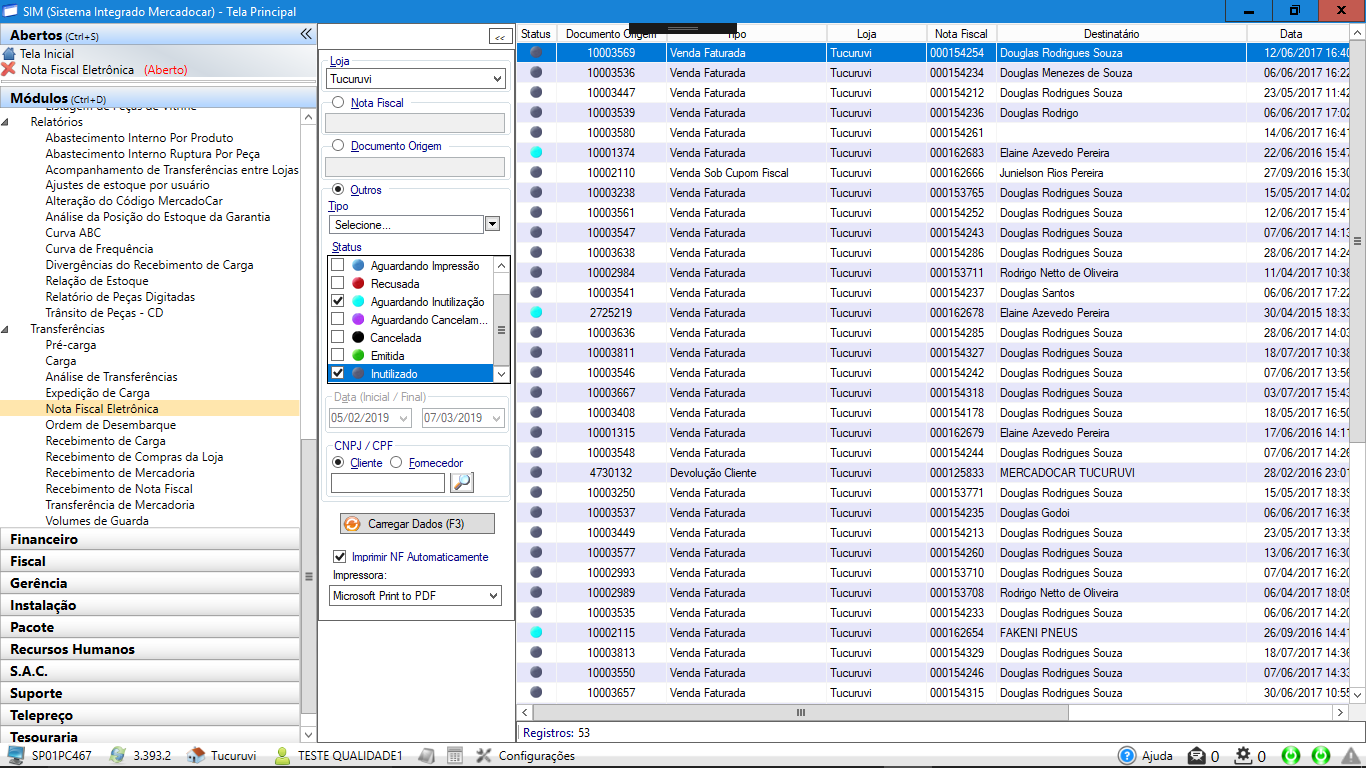 SIM (Sistema Integrado Mercadocar) - Tela Principal
Abertos (Ctrl+S)
Tela Inicial
Nota Fiscal Eletrônica (Aberto)
Módulos (Ctrl+D)
Listagem de Peças de Vitrine
Relatórios
Abastecimento Interno Por Produto
Abastecimento Interno Ruptura Por Peça
Acompanhamento de Transferências entre Lojas
Ajustes de estoque por usuário
Alteração do Código MercadoCar
Análise da Posição do Estoque da Garantia
Curva ABC
Curva de Frequência
Divergências do Recebimento de Carga
Relação de Estoque
Relatório de Peças Digitadas
Trânsito de Peças - CD
Transferências
Pré-carga
Carga
Análise de Transferências
Expedição de Carga
Nota Fiscal Eletrônica
Ordem de Desembarque
Recebimento de Carga
Recebimento de Compras da Loja
Recebimento de Mercadoria
Recebimento de Nota Fiscal
Transferência de Mercadoria
Volumes de Guarda
Financeiro
Fiscal
Gerência
Instalação
Pacote
Recursos Humanos
S.A.C.
Suporte
Telepreço
Tesouraria
<<
Loja
Tucuruvi
Nota Fiscal
Documento Origem
Outros
Tipo
Selecione...
Status
Aguardando Impressão
Recusada
Aguardando Inutilização
Aguardando Cancelam...
Cancelada
Emitida
Inutilizado
Data (Inicial / Final)
05/02/2019 07/03/2019
CNPJ / CPF
Cliente Fornecedor
Carregar Dados (F3)
Imprimir NF Automaticamente
Impressora:
Microsoft Print to PDF
Status Documento Origem Tipo Loja Nota Fiscal Destinatário Data
10003569 Venda Faturada Tucuruvi 000154254 Douglas Rodrigues Souza 12/06/2017 16:40
10003536 Venda Faturada Tucuruvi 000154234 Douglas Menezes de Souza 06/06/2017 16:22
10003447 Venda Faturada Tucuruvi 000154212 Douglas Rodrigues Souza 23/05/2017 11:42
10003539 Venda Faturada Tucuruvi 000154236 Douglas Rodrigo 06/06/2017 17:02
10003580 Venda Faturada Tucuruvi 000154261 14/06/2017 16:41
10001374 Venda Faturada Tucuruvi 000162683 Elaine Azevedo Pereira 22/06/2016 15:47
10002110 Venda Sob Cupom Fiscal Tucuruvi 000162666 Junielson Rios Pereira 27/09/2016 15:30
10003238 Venda Faturada Tucuruvi 000153765 Douglas Rodrigues Souza 15/05/2017 14:02
10003561 Venda Faturada Tucuruvi 000154252 Douglas Rodrigues Souza 12/06/2017 15:41
10003547 Venda Faturada Tucuruvi 000154243 Douglas Rodrigues Souza 07/06/2017 14:13
10003638 Venda Faturada Tucuruvi 000154286 Douglas Rodrigues Souza 28/06/2017 14:24
10002984 Venda Faturada Tucuruvi 000153711 Rodrigo Netto de Oliveira 11/04/2017 10:38
10003541 Venda Faturada Tucuruvi 000154237 Douglas Santos 06/06/2017 17:22
2725219 Venda Faturada Tucuruvi 000162678 Elaine Azevedo Pereira 30/04/2015 18:33
10003636 Venda Faturada Tucuruvi 000154285 Douglas Rodrigues Souza 28/06/2017 14:03
10003811 Venda Faturada Tucuruvi 000154327 Douglas Rodrigues Souza 18/07/2017 10:38
10003546 Venda Faturada Tucuruvi 000154242 Douglas Rodrigues Souza 07/06/2017 13:56
10003667 Venda Faturada Tucuruvi 000154318 Douglas Rodrigues Souza 03/07/2017 15:43
10003408 Venda Faturada Tucuruvi 000154178 Douglas Rodrigues Souza 18/05/2017 16:50
10001315 Venda Faturada Tucuruvi 000162679 Elaine Azevedo Pereira 17/06/2016 14:11
10003548 Venda Faturada Tucuruvi 000154244 Douglas Rodrigues Souza 07/06/2017 14:26
4730132 Devolução Cliente Tucuruvi 000125833 MERCADOCAR TUCURUVI 28/02/2016 23:01
10003250 Venda Faturada Tucuruvi 000153771 Douglas Rodrigues Souza 15/05/2017 18:39
10003537 Venda Faturada Tucuruvi 000154235 Douglas Godoi 06/06/2017 16:35
10003449 Venda Faturada Tucuruvi 000154213 Douglas Rodrigues Souza 23/05/2017 13:35
10003577 Venda Faturada Tucuruvi 000154260 Douglas Rodrigues Souza 13/06/2017 16:30
10002993 Venda Faturada Tucuruvi 000153710 Douglas Rodrigues Souza 07/04/2017 16:20
10002989 Venda Faturada Tucuruvi 000153708 Rodrigo Netto de Oliveira 06/04/2017 18:05
10003535 Venda Faturada Tucuruvi 000154233 Douglas Rodrigues Souza 06/06/2017 14:20
10002115 Venda Faturada Tucuruvi 000162654 FAKENI PNEUS 26/09/2016 14:41
10003813 Venda Faturada Tucuruvi 000154329 Douglas Rodrigues Souza 18/07/2017 14:36
10003550 Venda Faturada Tucuruvi 000154246 Douglas Rodrigues Souza 07/06/2017 14:33
10003657 Venda Faturada Tucuruvi 000154315 Douglas Rodrigues Souza 30/06/2017 10:55
Registros: 53
SP01PC467 3.393.2 Tucuruvi TESTE QUALIDADE1 Configurações Ajuda 0 0